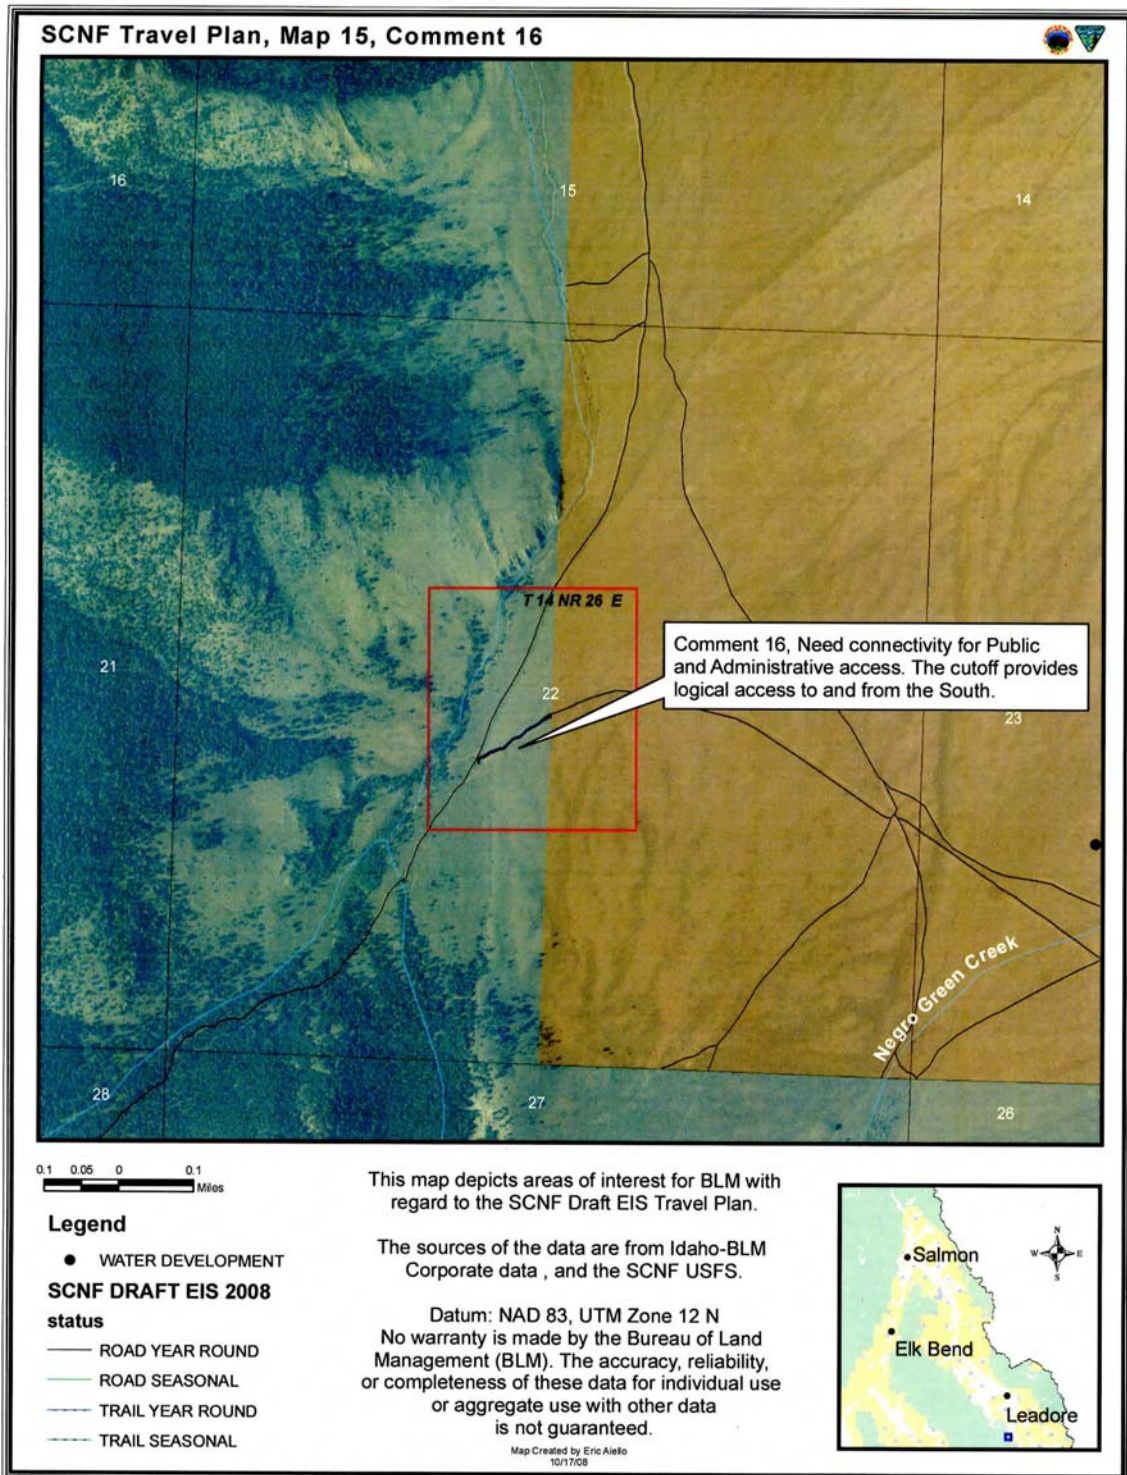 SCNF Travel Plan, Map 15, Comment 16
16
15
14
T 14 NR 26 E
Comment 16, Need connectivity for Public
and Administrative access. The cutoff provides
logical access to and from the South.
21
22
23
Negro Green Creek
28
27
26
0.1 0.05 0 0.1
Miles
Legend
WATER DEVELOPMENT
SCNF DRAFT EIS 2008
status
ROAD YEAR ROUND
ROAD SEASONAL
TRAIL YEAR ROUND
TRAIL SEASONAL
This map depicts areas of interest for BLM with
regard to the SCNF Draft EIS Travel Plan.
The sources of the data are from Idaho-BLM
Corporate data , and the SCNF USFS.
Datum: NAD 83, UTM Zone 12 N
No warranty is made by the Bureau of Land
Management (BLM). The accuracy, reliability,
or completeness of these data for individual use
or aggregate use with other data
is not guaranteed.
Map Created by Eric Aiello
10/17/08
N
W E
S
Salmon
Elk Bend
Leadore